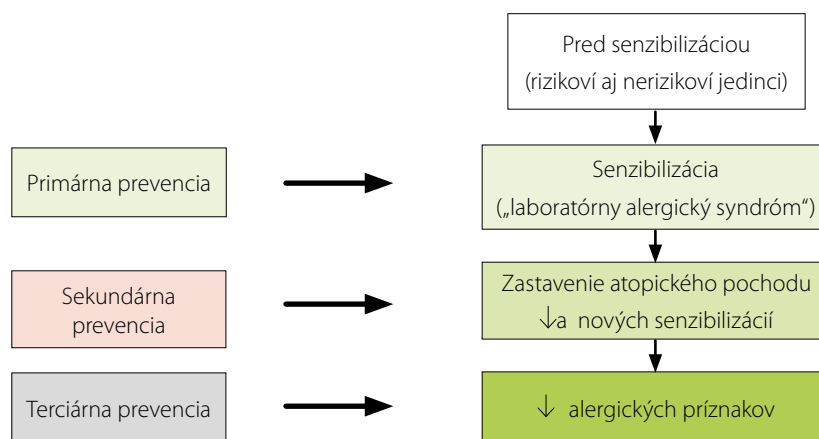 Pred senzibilizáciou
(rizikoví aj nerizikoví jedinci)
Primárna prevencia
Senzibilizácia
(„laboratórny alergický syndróm“)
Sekundárna
prevencia
Zastavenie atopického pochodu
↓a nových senzibilizácií
Terciárna prevencia
↓ alergických príznakov